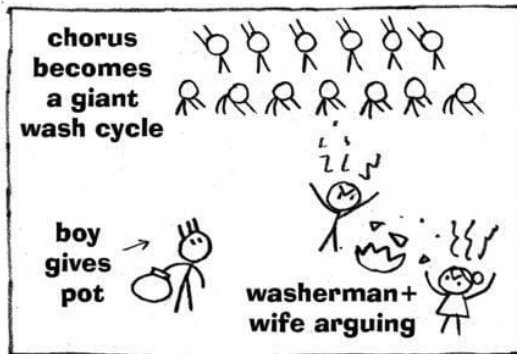 chorus
becomes
a giant
wash cycle
boy
gives
pot
washerman+
wife arguing